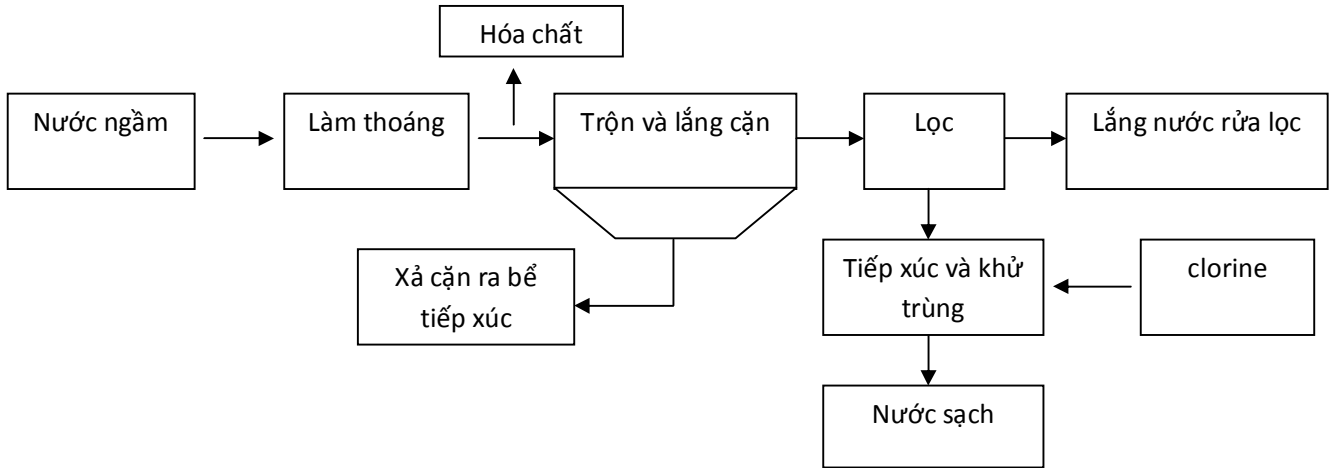 Hóa chất
Nước ngầm
Làm thoáng
Trộn và lắng cặn
Lọc
Lắng nước rửa lọc
Xả cặn ra bể
tiếp xúc
Tiếp xúc và khử
trùng
clorine
Nước sạch